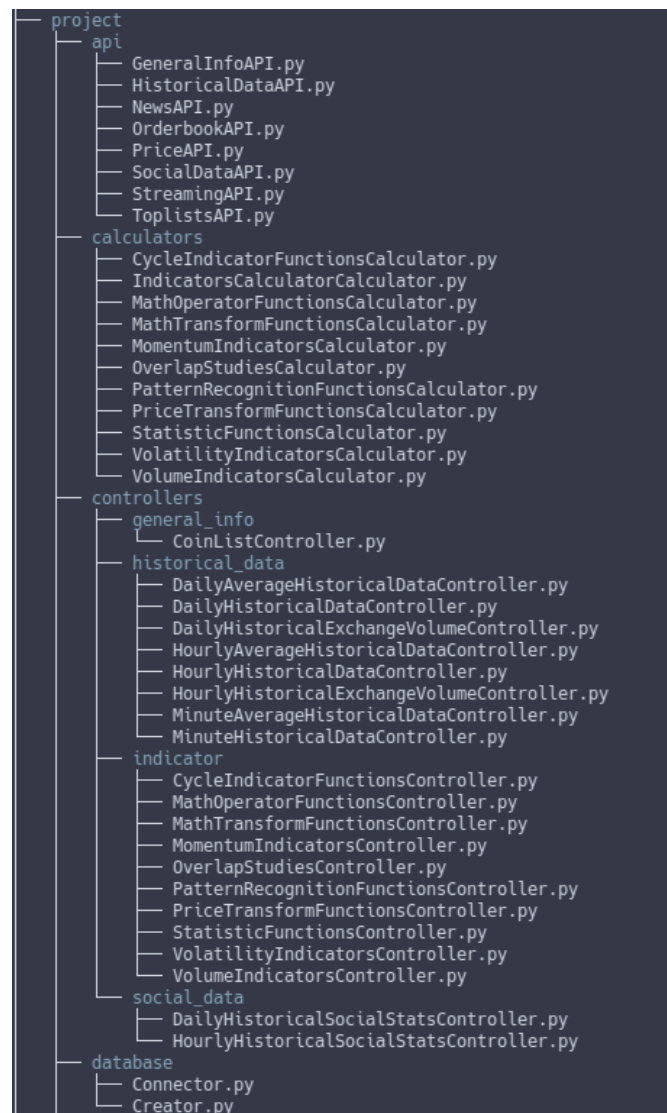 project
api
GeneralInfoAPI.py
HistoricalDataAPI.py
NewsAPI.py
OrderbookAPI.py
PriceAPI.py
SocialDataAPI.py
StreamingAPI.py
ToplistsAPI.py
calculators
CycleIndicatorFunctionsCalculator.py
IndicatorsCalculatorCalculator.py
MathOperatorFunctionsCalculator.py
MathTransformFunctionsCalculator.py
MomentumIndicatorsCalculator.py
OverlapStudiesCalculator.py
PatternRecognitionFunctionsCalculator.py
PriceTransformFunctionsCalculator.py
StatisticFunctionsCalculator.py
VolatilityIndicatorsCalculator.py
VolumeIndicatorsCalculator.py
controllers
general_info
CoinListController.py
historical_data
DailyAverageHistoricalDataController.py
DailyHistoricalDataController.py
DailyHistoricalExchangeVolumeController.py
HourlyAverageHistoricalDataController.py
HourlyHistoricalDataController.py
HourlyHistoricalExchangeVolumeController.py
MinuteAverageHistoricalDataController.py
MinuteHistoricalDataController.py
indicator
CycleIndicatorFunctionsController.py
MathOperatorFunctionsController.py
MathTransformFunctionsController.py
MomentumIndicatorsController.py
OverlapStudiesController.py
PatternRecognitionFunctionsController.py
PriceTransformFunctionsController.py
StatisticFunctionsController.py
VolatilityIndicatorsController.py
VolumeIndicatorsController.py
social_data
DailyHistoricalSocialStatsController.py
HourlyHistoricalSocialStatsController.py
database
Connector.py
Creator.py